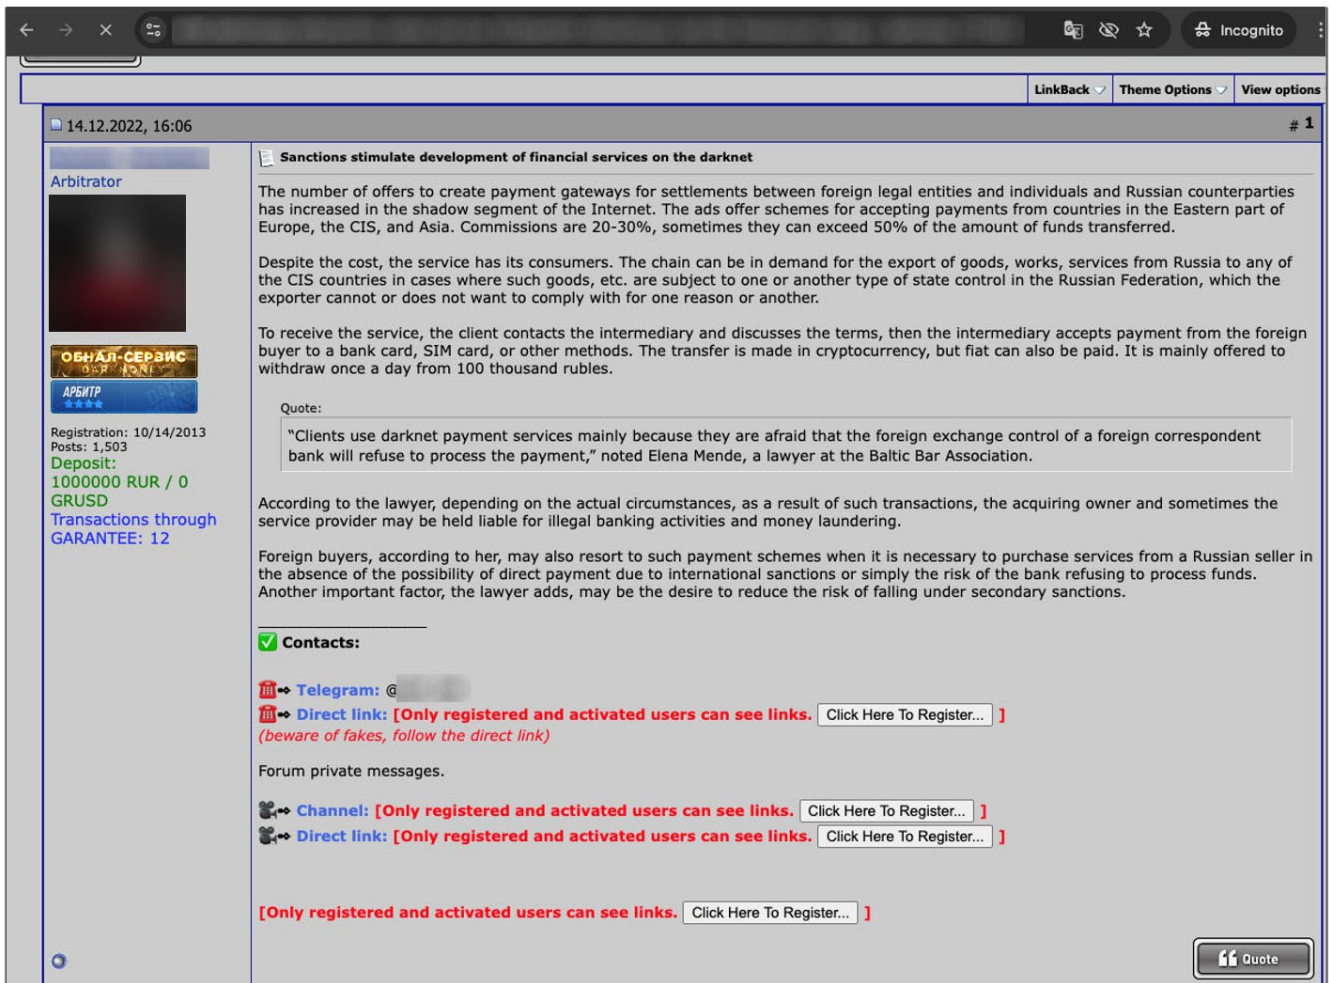 Incognito
LinkBack
Theme Options
View options
14.12.2022, 16:06
# 1
Arbitrator
ОБНАЛ-СЕРВИС
DARKMONEY
АРБИТР
Registration: 10/14/2013
Posts: 1,503
Deposit:
1000000 RUR / 0
GRUSD
Transactions through
GARANTEE: 12
Sanctions stimulate development of financial services on the darknet
The number of offers to create payment gateways for settlements between foreign legal entities and individuals and Russian counterparties
has increased in the shadow segment of the Internet. The ads offer schemes for accepting payments from countries in the Eastern part of
Europe, the CIS, and Asia. Commissions are 20-30%, sometimes they can exceed 50% of the amount of funds transferred.
Despite the cost, the service has its consumers. The chain can be in demand for the export of goods, works, services from Russia to any of
the CIS countries in cases where such goods, etc. are subject to one or another type of state control in the Russian Federation, which the
exporter cannot or does not want to comply with for one reason or another.
To receive the service, the client contacts the intermediary and discusses the terms, then the intermediary accepts payment from the foreign
buyer to a bank card, SIM card, or other methods. The transfer is made in cryptocurrency, but fiat can also be paid. It is mainly offered to
withdraw once a day from 100 thousand rubles.
Quote:
“Clients use darknet payment services mainly because they are afraid that the foreign exchange control of a foreign correspondent
bank will refuse to process the payment,” noted Elena Mende, a lawyer at the Baltic Bar Association.
According to the lawyer, depending on the actual circumstances, as a result of such transactions, the acquiring owner and sometimes the
service provider may be held liable for illegal banking activities and money laundering.
Foreign buyers, according to her, may also resort to such payment schemes when it is necessary to purchase services from a Russian seller in
the absence of the possibility of direct payment due to international sanctions or simply the risk of the bank refusing to process funds.
Another important factor, the lawyer adds, may be the desire to reduce the risk of falling under secondary sanctions.
Contacts:
Telegram: @
Direct link: [Only registered and activated users can see links. Click Here To Register... ]
(beware of fakes, follow the direct link)
Forum private messages.
Channel: [Only registered and activated users can see links. Click Here To Register... ]
Direct link: [Only registered and activated users can see links. Click Here To Register... ]
[Only registered and activated users can see links. Click Here To Register... ]
Quote